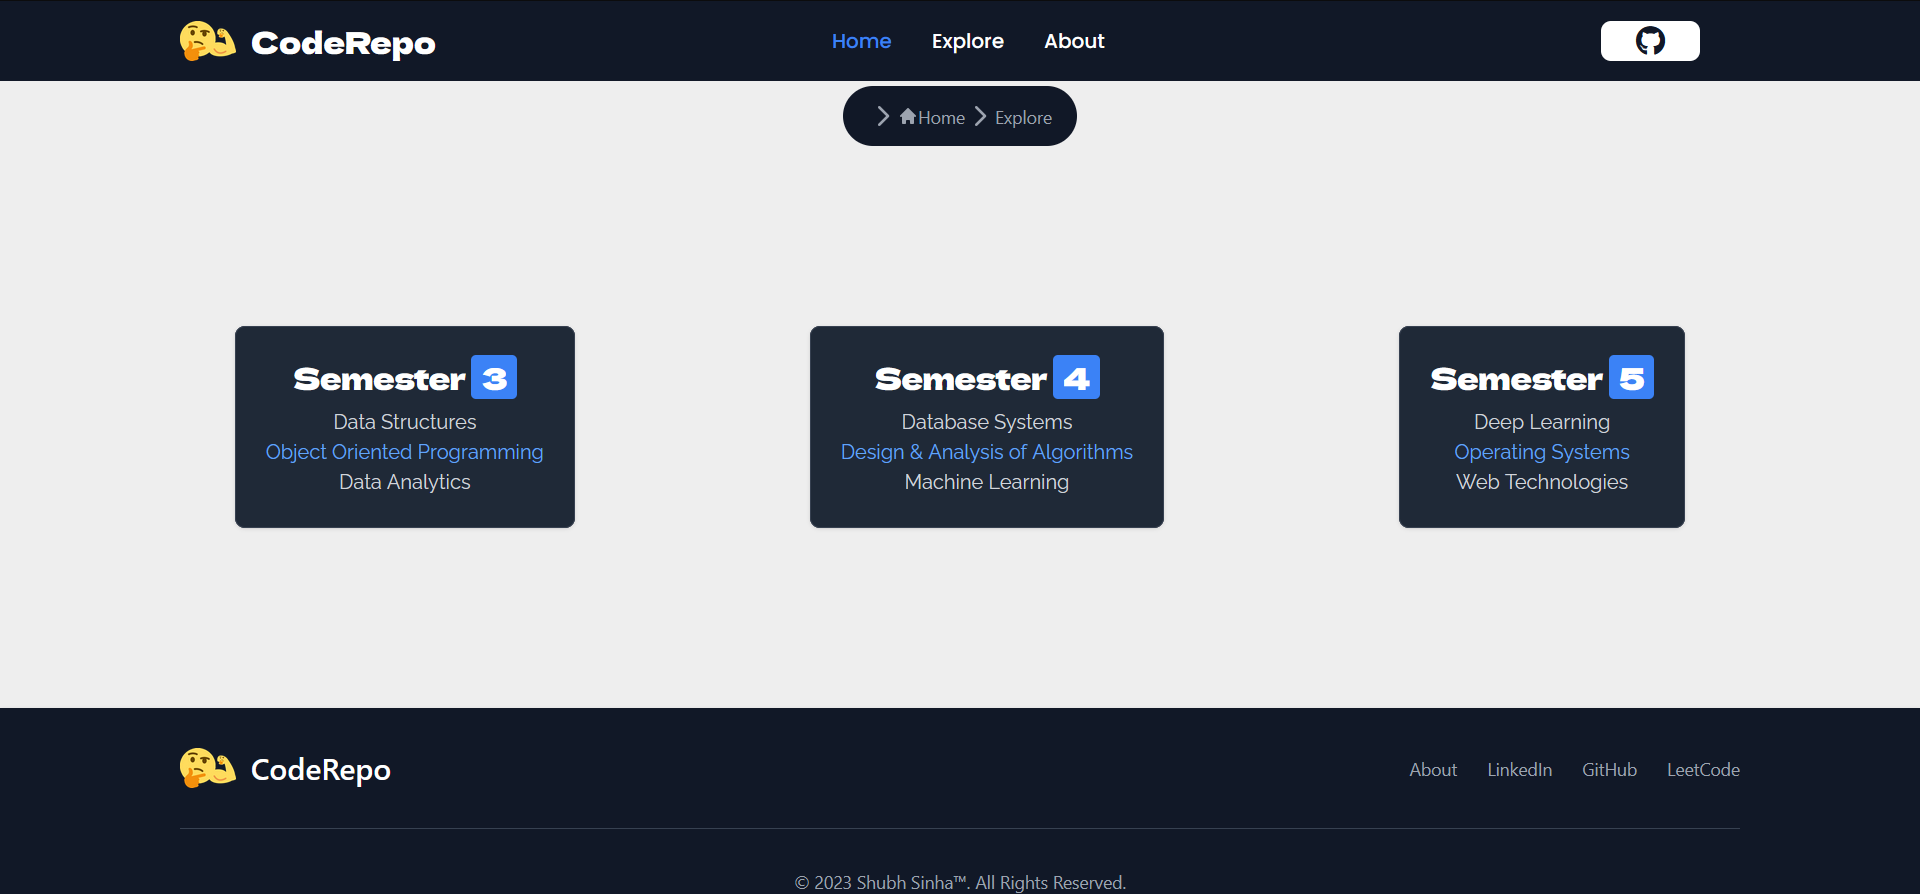 CodeRepo
Home Explore About
Home Explore
Semester 3
Data Structures
Object Oriented Programming
Data Analytics
Semester 4
Database Systems
Design & Analysis of Algorithms
Machine Learning
Semester 5
Deep Learning
Operating Systems
Web Technologies
CodeRepo
About LinkedIn GitHub LeetCode
© 2023 Shubh Sinha™. All Rights Reserved.